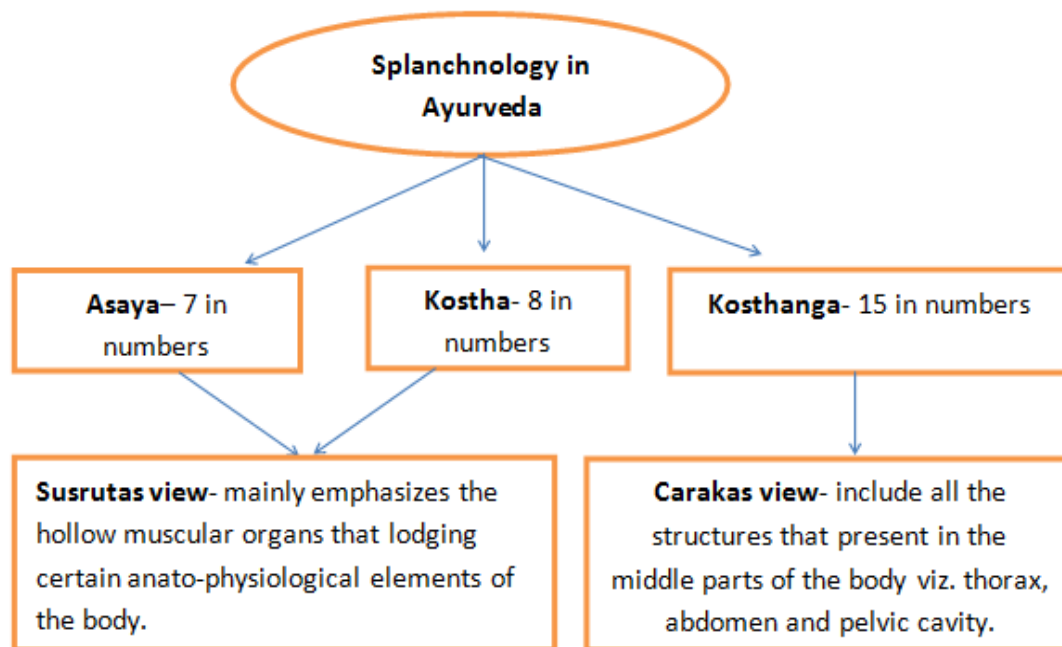 Splanchnology in
Ayurveda
Asaya– 7 in
numbers
Kostha- 8 in
numbers
Kosthanga- 15 in numbers
Susrutas view- mainly emphasizes the
hollow muscular organs that lodging
certain anato-physiological elements of
the body.
Carakas view- include all the
structures that present in the
middle parts of the body viz. thorax,
abdomen and pelvic cavity.